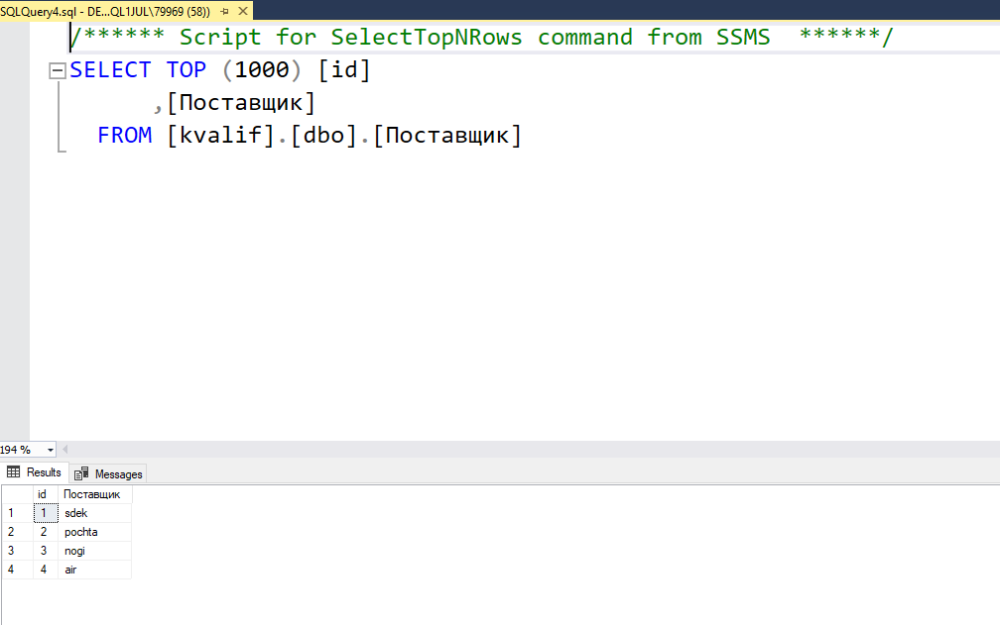 SQLQuery4.sql - DE...QL1JUL\79969 (58))
/****** Script for SelectTopNRows command from SSMS  ******/
SELECT TOP (1000) [id]
,[Поставщик]
FROM [kvalif].[dbo].[Поставщик]
194 %
Results Messages
id Поставщик
1 1 sdek
2 2 pochta
3 3 nogi
4 4 air